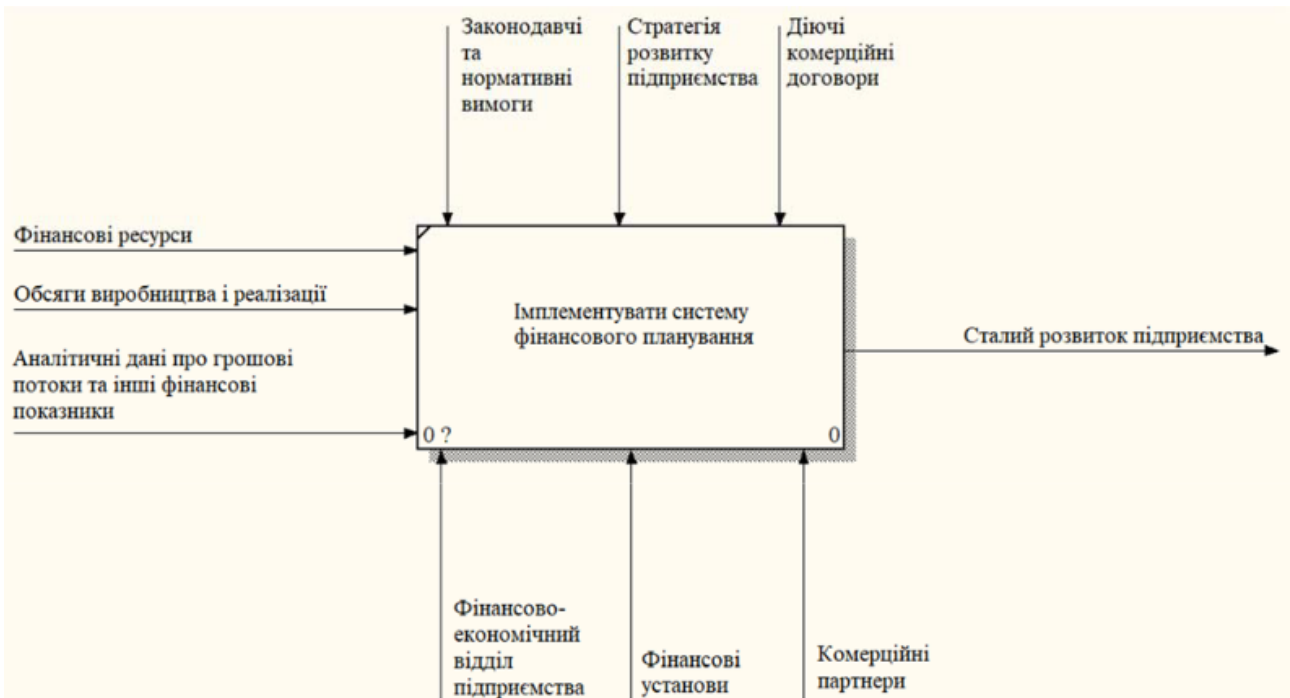 Законодавчі
та
нормативні
вимоги
Стратегія
розвитку
підприємства
Діючі
комерційні
договори
Фінансові ресурси
Обсяги виробництва і реалізації
Аналітичні дані про грошові
потоки та інші фінансові
показники
Імплементувати систему
фінансового планування
0 ?
0
Сталий розвиток підприємства
Фінансово-
економічний
відділ
підприємства
Фінансові
установи
Комерційні
партнери